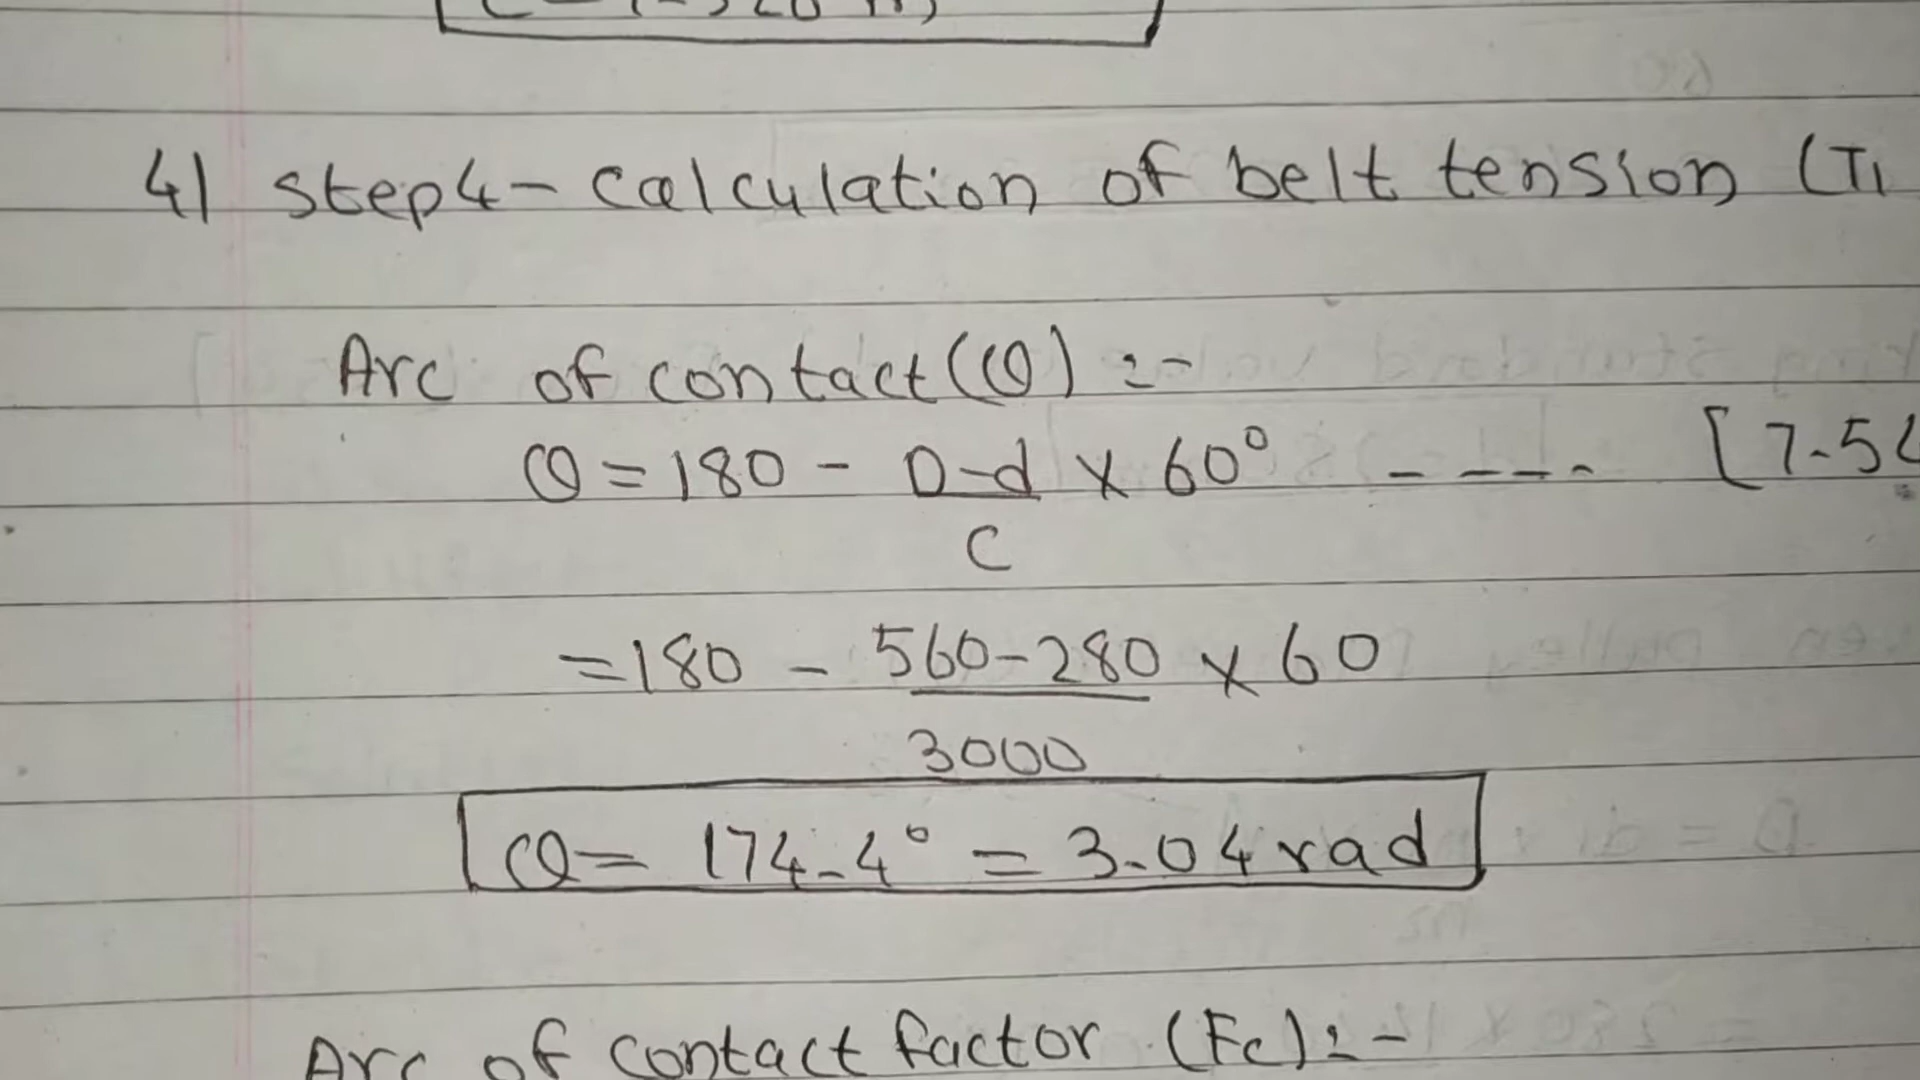 4) Step4- Calculation of belt tension (T1
Arc of contact (θ) :-
θ = 180 - D-d × 60° ----- [7.54
C
= 180 - 560-280 × 60
3000
θ = 174.4° = 3.04 rad
Arc of contact factor (Fc) :-